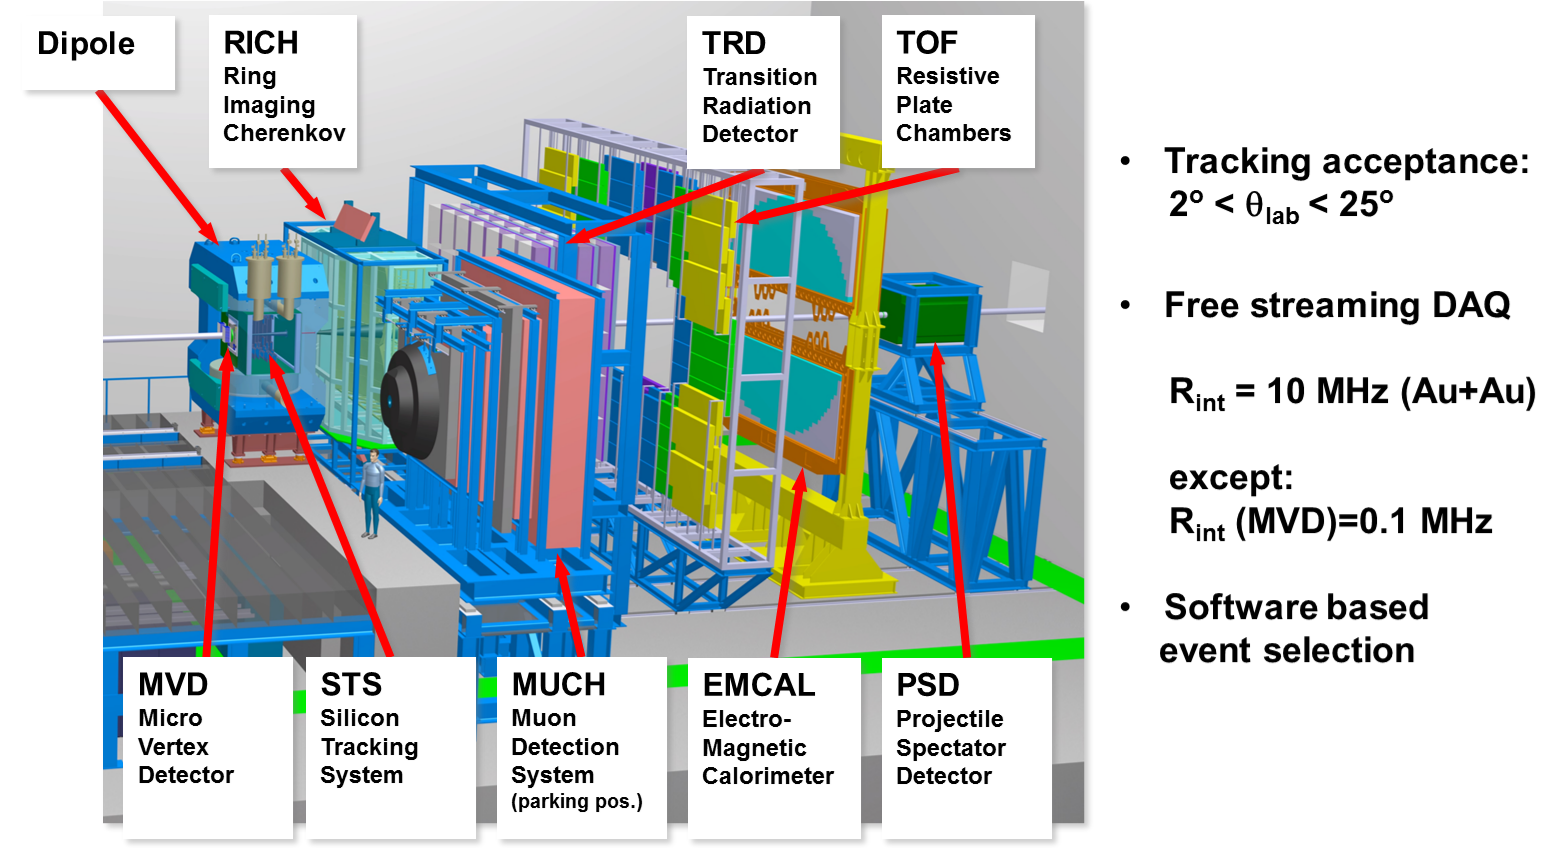 Dipole
RICH
Ring
Imaging
Cherenkov
TRD
Transition
Radiation
Detector
TOF
Resistive
Plate
Chambers
MVD
Micro
Vertex
Detector
STS
Silicon
Tracking
System
MUCH
Muon
Detection
System
(parking pos.)
EMCAL
Electro-
Magnetic
Calorimeter
PSD
Projectile
Spectator
Detector
• Tracking acceptance:
2° < θlab < 25°
• Free streaming DAQ
Rint = 10 MHz (Au+Au)
except:
Rint (MVD)=0.1 MHz
• Software based
event selection